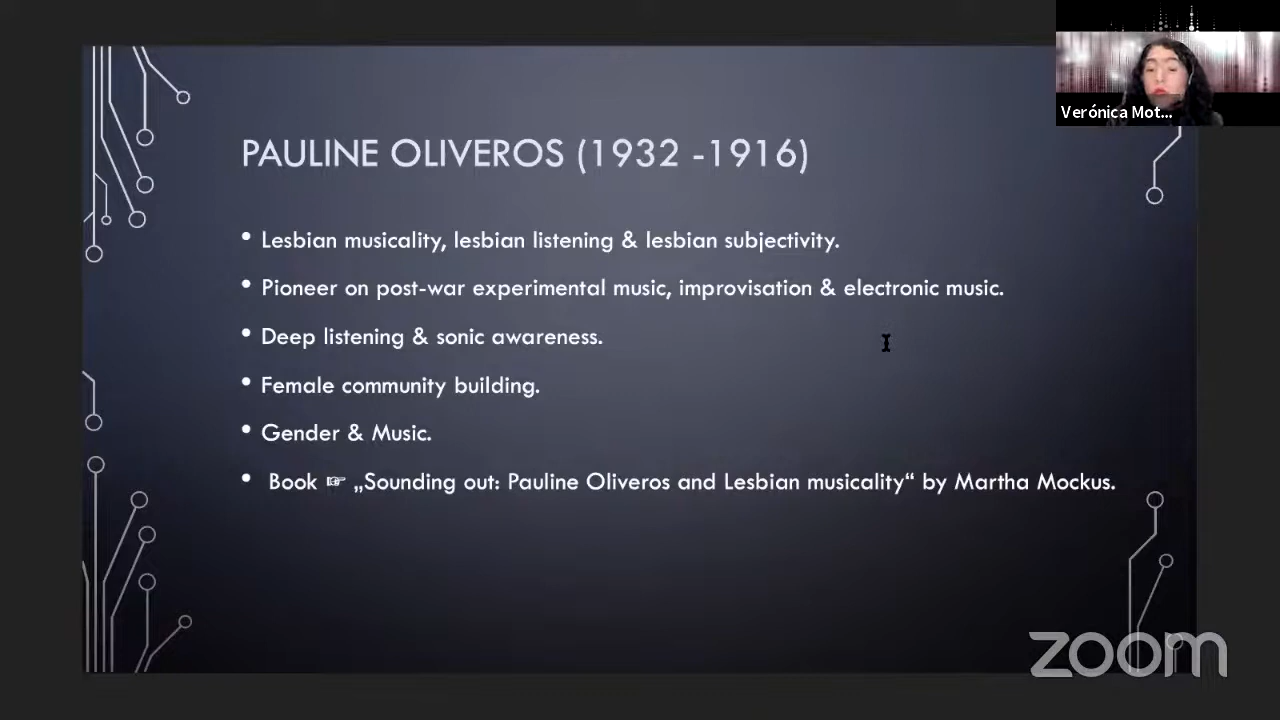 PAULINE OLIVEROS (1932 -1916)
• Lesbian musicality, lesbian listening & lesbian subjectivity.
• Pioneer on post-war experimental music, improvisation & electronic music.
• Deep listening & sonic awareness.
• Female community building.
• Gender & Music.
• Book ☞ „Sounding out: Pauline Oliveros and Lesbian musicality“ by Martha Mockus.
Verónica Mot...
zoom